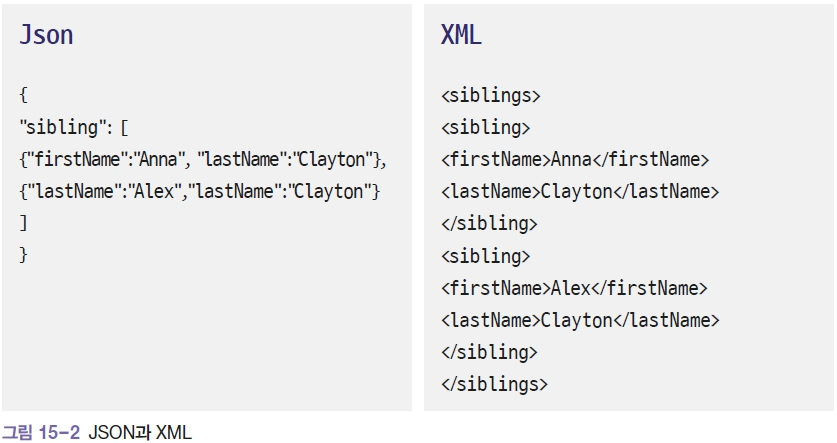 Json
{
"sibling": [
{"firstName":"Anna", "lastName":"Clayton"},
{"lastName":"Alex","lastName":"Clayton"}
]
}
XML
<siblings>
<sibling>
<firstName>Anna</firstName>
<lastName>Clayton</lastName>
</sibling>
<sibling>
<firstName>Alex</firstName>
<lastName>Clayton</lastName>
</sibling>
</siblings>
그림 15-2 JSON과 XML